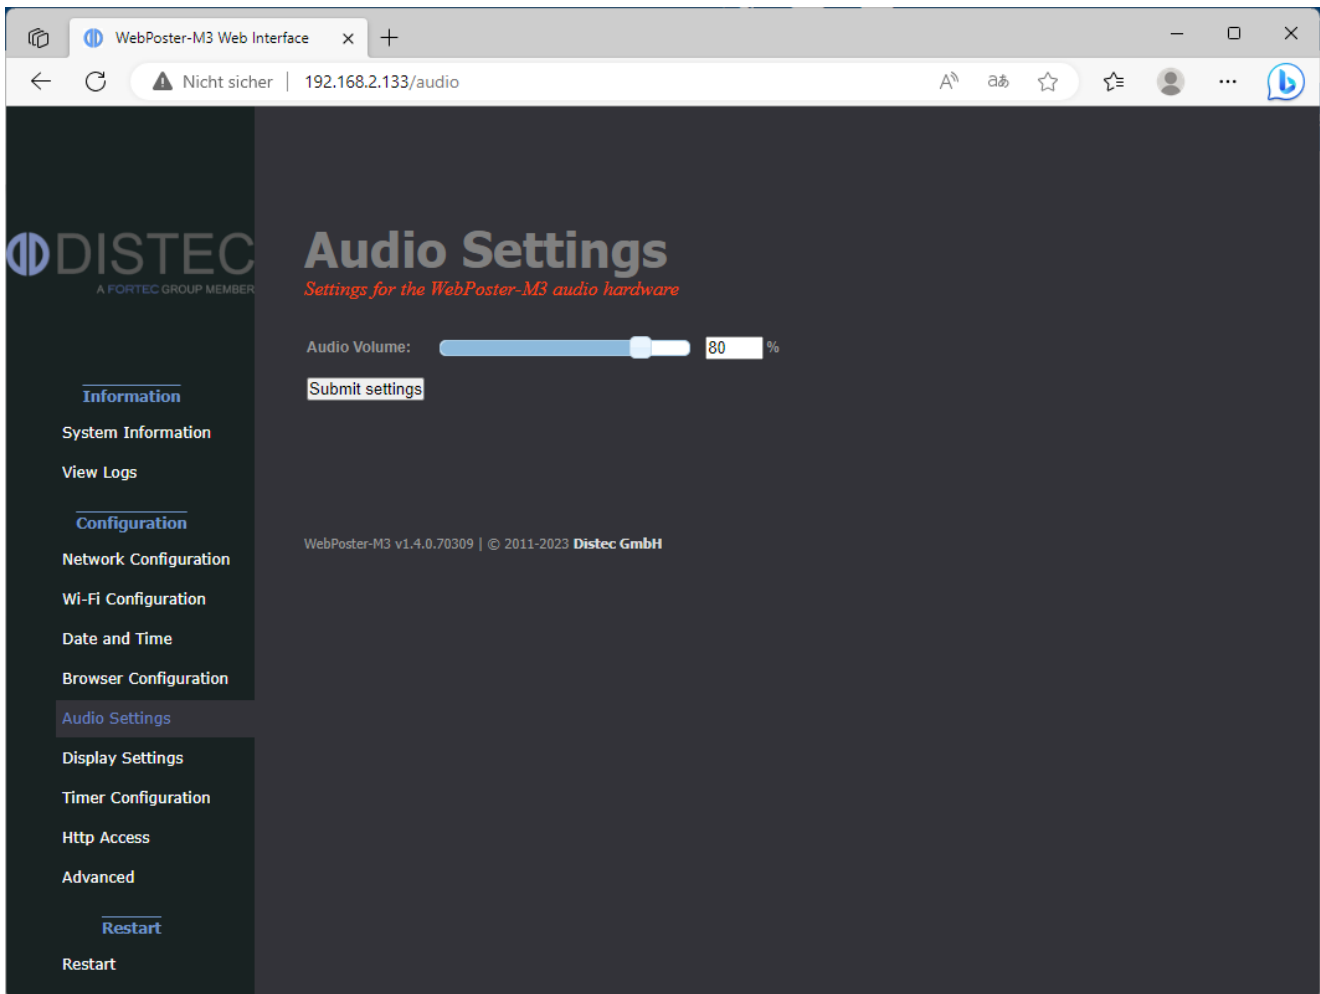 WebPoster-M3 Web Interface
Nicht sicher | 192.168.2.133/audio
DISTEC
A FORTEC GROUP MEMBER
Information
System Information
View Logs
Configuration
Network Configuration
Wi-Fi Configuration
Date and Time
Browser Configuration
Audio Settings
Display Settings
Timer Configuration
Http Access
Advanced
Restart
Restart
Audio Settings
Settings for the WebPoster-M3 audio hardware
Audio Volume: 80 %
Submit settings
WebPoster-M3 v1.4.0.70309 | © 2011-2023 Distec GmbH